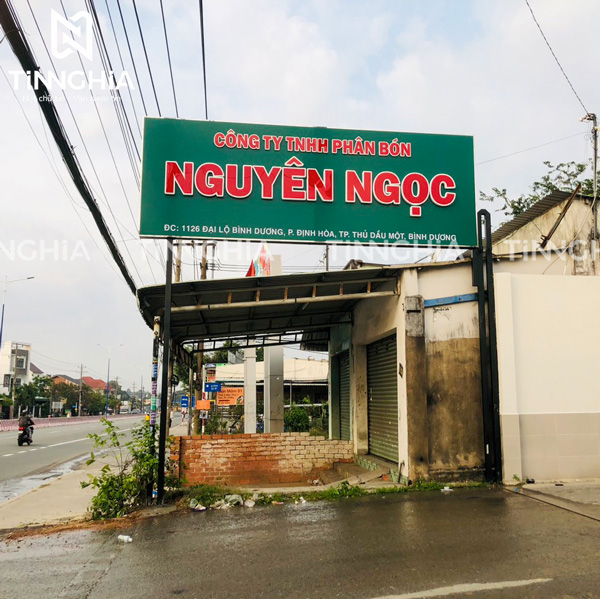 TiNNGHiA
CÔNG TY TNHH PHÂN BÓN
NGUYÊN NGỌC
ĐC: 1126 ĐẠI LỘ BÌNH DƯƠNG, P. ĐỊNH HÒA, TP. THỦ DẦU MỘT, BÌNH DƯƠNG